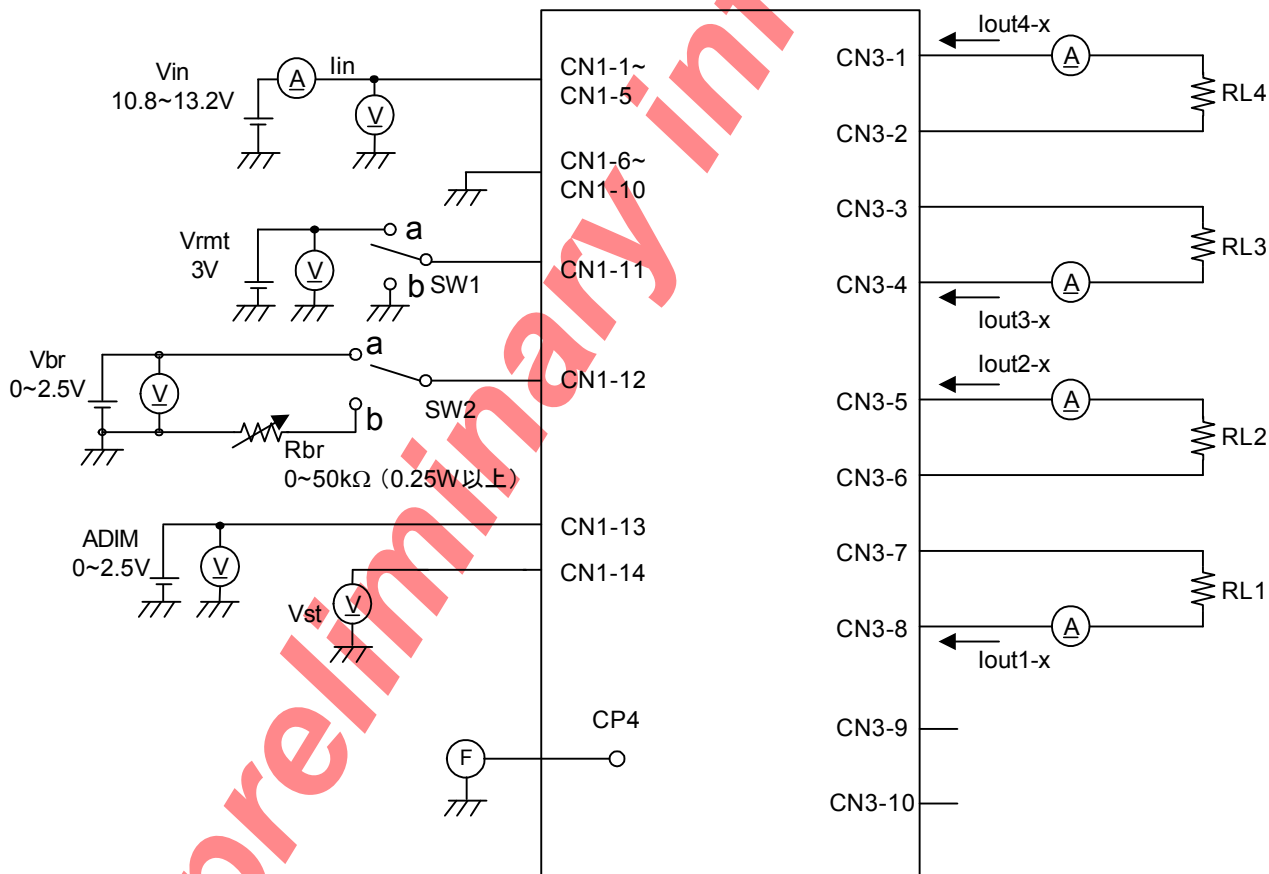 Vin
10.8~13.2V
A
Iin
V
CN1-1~
CN1-5
CN1-6~
CN1-10
Vrmt
3V
V
a
b
SW1
CN1-11
Vbr
0~2.5V
V
a
b
SW2
CN1-12
Rbr
0~50kΩ（0.25W以上）
ADIM
0~2.5V
V
CN1-13
CN1-14
Vst
V
F
CP4
CN3-1
Iout4-x
A
RL4
CN3-2
CN3-3
RL3
CN3-4
A
Iout3-x
Iout2-x
CN3-5
A
RL2
CN3-6
CN3-7
RL1
CN3-8
A
Iout1-x
CN3-9
CN3-10
preliminary inf